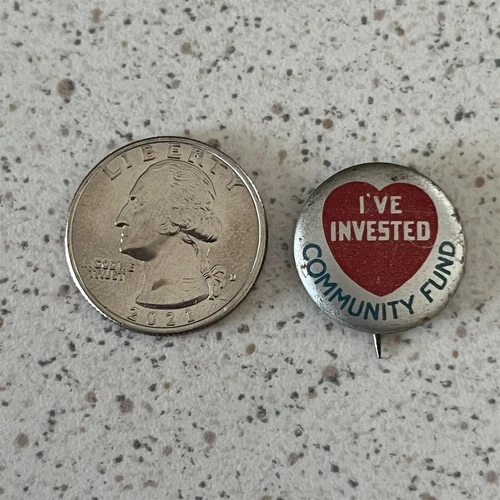 LIBERTY
IN GOD WE
TRUST
2021
I'VE
INVESTED
COMMUNITY FUND